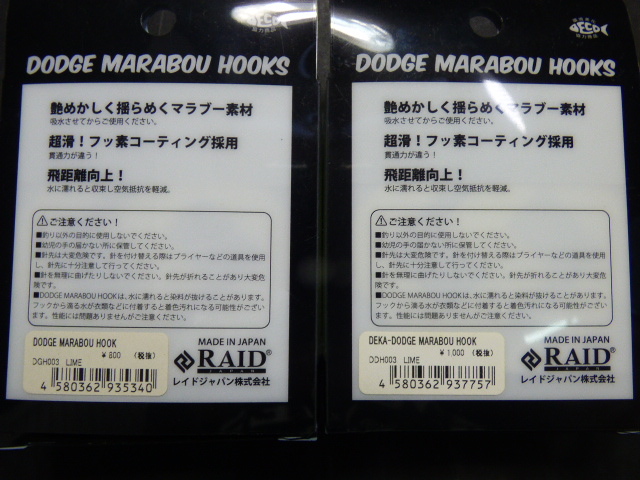 ECO
DODGE MARABOU HOOKS
艶めかしく揺らめくマラブー素材
吸水させてからご使用ください。
超滑！フッ素コーティング採用
貫通力が違う！
飛距離向上！
水に濡れると収束し空気抵抗を軽減。
ご注意ください！
■釣り以外の目的に使用しないでください。
■幼児の手の届かない所に保管してください。
■針先は大変危険です。針を付け替える際はプライヤーなどの道具を使用
し、針先に十分注意して行ってください。
■針を無理に曲げたりしないでください。針先が折れることがあり大変危
険です。
■DODGE MARABOU HOOKは、水に濡れると染料が抜けることがあります。
フックから滴る水が衣類などに付着すると着色汚れになる可能性がござい
ます。性能には問題ありませんがご注意ください。
DODGE MARABOU HOOK
¥800 (税抜)
DGH003 LIME
4 580362 935340
MADE IN JAPAN
RAID
JAPAN
レイドジャパン株式会社
ECO
DODGE MARABOU HOOKS
艶めかしく揺らめくマラブー素材
吸水させてからご使用ください。
超滑！フッ素コーティング採用
貫通力が違う！
飛距離向上！
水に濡れると収束し空気抵抗を軽減。
ご注意ください！
■釣り以外の目的に使用しないでください。
■幼児の手の届かない所に保管してください。
■針先は大変危険です。針を付け替える際はプライヤーなどの道具を使用
し、針先に十分注意して行ってください。
■針を無理に曲げたりしないでください。針先が折れることがあり大変危
険です。
■DODGE MARABOU HOOKは、水に濡れると染料が抜けることがあります。
フックから滴る水が衣類などに付着すると着色汚れになる可能性がござい
ます。性能には問題ありませんがご注意ください。
DEKA-DODGE MARABOU HOOK
¥1,000 (税抜)
DDH003 LIME
4 580362 937757
MADE IN JAPAN
RAID
JAPAN
レイドジャパン株式会社